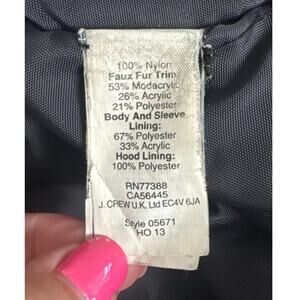 100% Nylon
Faux Fur Trim
53% Modacrylic
26% Acrylic
21% Polyester
Body And Sleeve
Lining:
67% Polyester
33% Acrylic
Hood Lining:
100% Polyester
RN77388
CA56445
J. CREW U.K. Ltd EC4V 6JA
Style 05671
HO 13